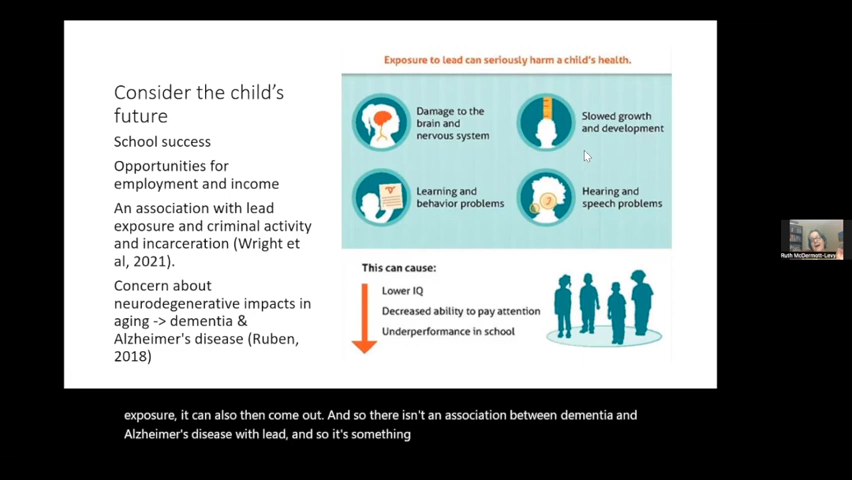 Consider the child's
future
School success
Opportunities for
employment and income
An association with lead
exposure and criminal activity
and incarceration (Wright et
al, 2021).
Concern about
neurodegenerative impacts in
aging -> dementia &
Alzheimer's disease (Ruben,
2018)
Exposure to lead can seriously harm a child's health.
Damage to the
brain and
nervous system
Slowed growth
and development
Learning and
behavior problems
Hearing and
speech problems
This can cause:
Lower IQ
Decreased ability to pay attention
Underperformance in school
Ruth McDermott-Levy
exposure, it can also then come out. And so there isn't an association between dementia and
Alzheimer's disease with lead, and so it's something